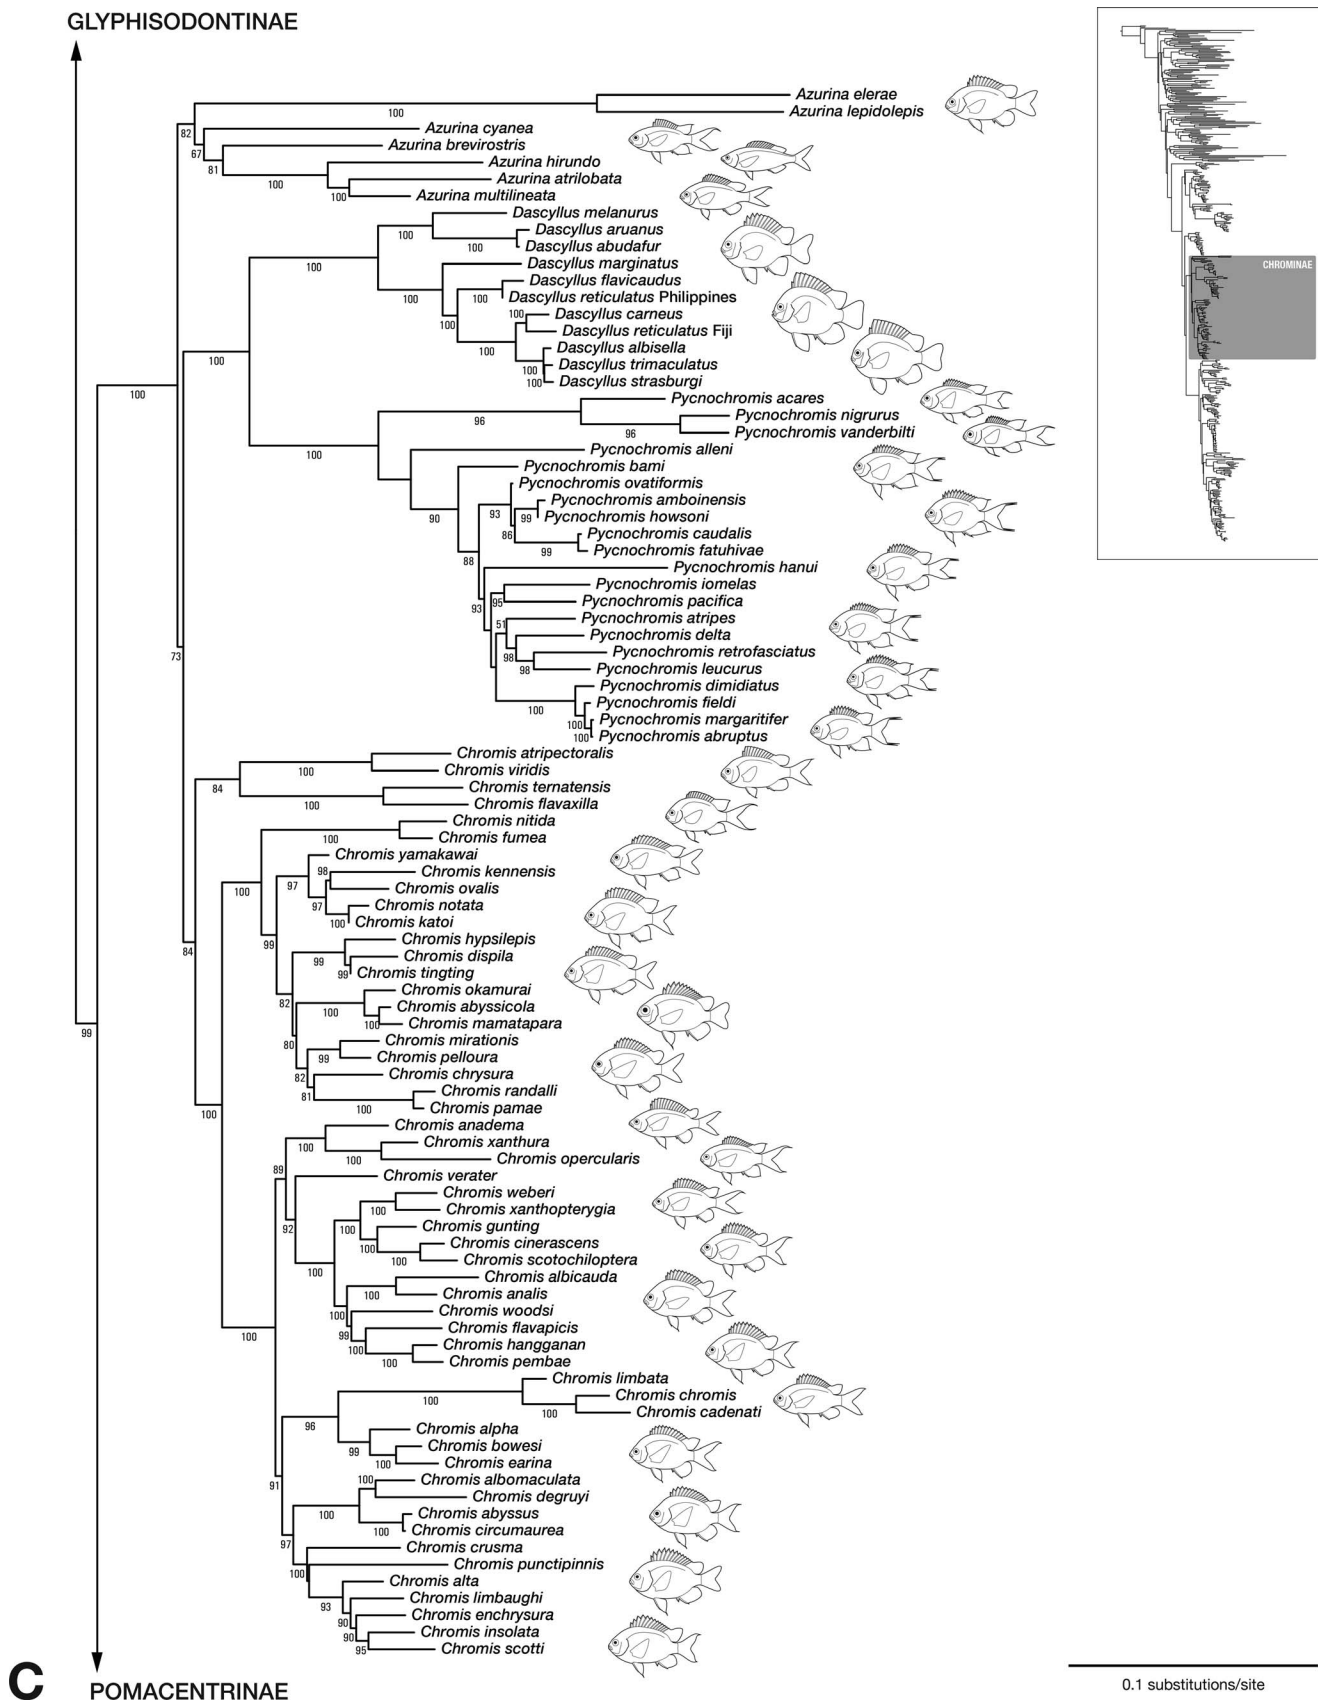 GLYPHISODONTINAE
CHROMINAE
Azurina elerae
100
Azurina lepidolepis
82
Azurina cyanea
67
Azurina brevirostris
81
Azurina hirundo
100
Azurina atrilobata
100
Azurina multilineata
Dascyllus melanurus
100
Dascyllus aruanus
100
Dascyllus abudafur
100
Dascyllus marginatus
100
Dascyllus flavicaudus
100
Dascyllus reticulatus Philippines
100
Dascyllus carneus
100
Dascyllus reticulatus Fiji
100
Dascyllus albisella
100
Dascyllus trimaculatus
100
Dascyllus strasburgi
100
100
Pycnochromis acares
96
Pycnochromis nigrurus
96
Pycnochromis vanderbilti
100
Pycnochromis alleni
Pycnochromis bami
Pycnochromis ovatiformis
90
93
Pycnochromis amboinensis
99
Pycnochromis howsoni
86
Pycnochromis caudalis
99
Pycnochromis fatuhivae
88
Pycnochromis hanui
Pycnochromis iomelas
95
Pycnochromis pacifica
93
Pycnochromis atripes
51
Pycnochromis delta
98
Pycnochromis retrofasciatus
98
Pycnochromis leucurus
73
Pycnochromis dimidiatus
100
Pycnochromis fieldi
100
Pycnochromis margaritifer
100
Pycnochromis abruptus
Chromis atripectoralis
100
Chromis viridis
84
Chromis ternatensis
100
Chromis flavaxilla
Chromis nitida
100
Chromis fumea
Chromis yamakawai
98
Chromis kennensis
100
97
Chromis ovalis
97
Chromis notata
100
Chromis katoi
99
Chromis hypsilepis
84
99
Chromis dispila
99
Chromis tingting
82
Chromis okamurai
100
Chromis abyssicola
100
Chromis mamatapara
99
80
Chromis mirationis
99
Chromis pelloura
82
Chromis chrysura
81
Chromis randalli
100
Chromis pamae
100
Chromis anadema
100
Chromis xanthura
100
Chromis opercularis
89
Chromis verater
92
Chromis weberi
100
Chromis xanthopterygia
100
Chromis gunting
100
Chromis cinerascens
100
Chromis scotochiloptera
100
Chromis albicauda
100
Chromis analis
100
Chromis woodsi
99
Chromis flavapicis
100
100
Chromis hangganan
100
Chromis pembae
Chromis limbata
100
Chromis chromis
100
Chromis cadenati
96
Chromis alpha
99
Chromis bowesi
100
Chromis earina
91
100
Chromis albomaculata
Chromis degruyi
100
Chromis abyssus
100
Chromis circumaurea
97
Chromis crusma
100
Chromis punctipinnis
Chromis alta
93
Chromis limbaughi
90
Chromis enchrysura
90
Chromis insolata
95
Chromis scotti
C
POMACENTRINAE
0.1 substitutions/site